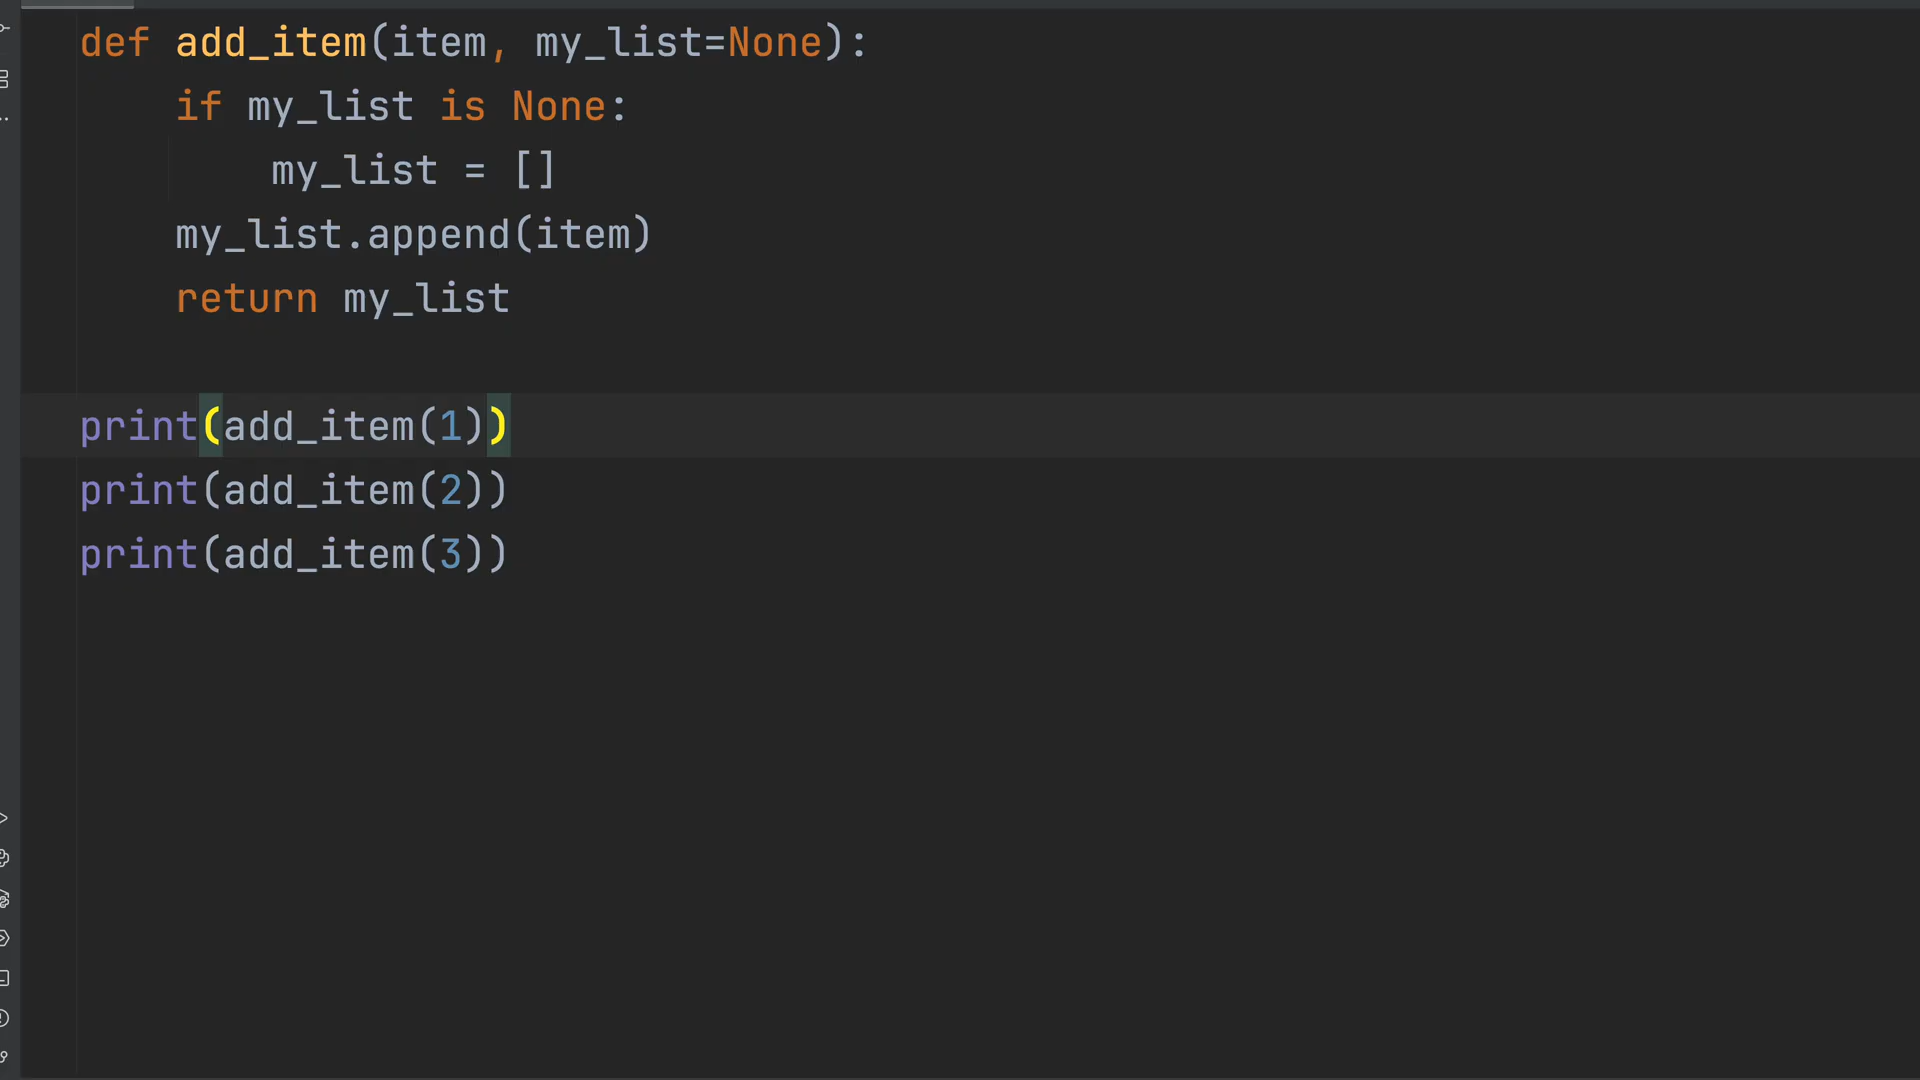 def add_item(item, my_list=None):
    if my_list is None:
        my_list = []
    my_list.append(item)
    return my_list

print(add_item(1))
print(add_item(2))
print(add_item(3))